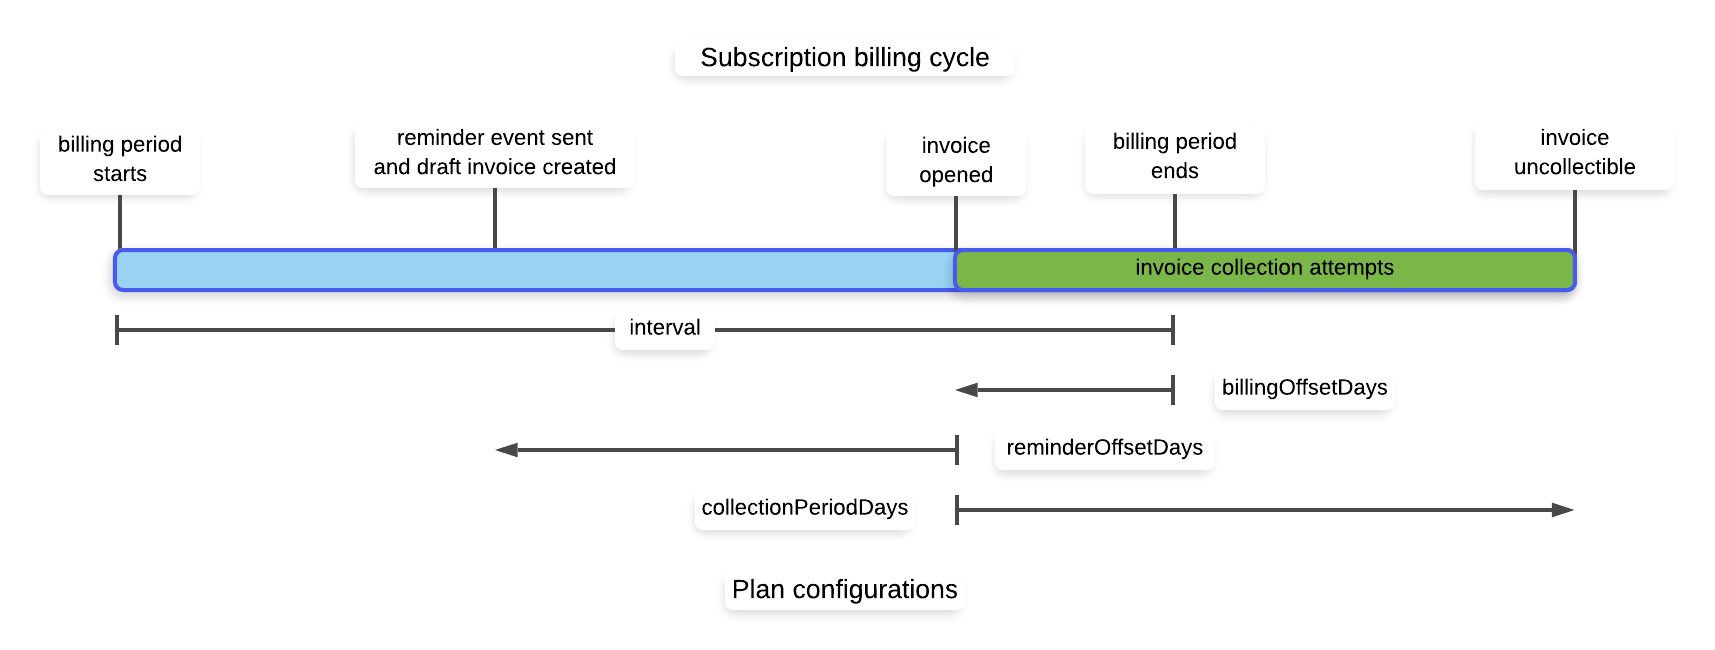 Subscription billing cycle
billing period
starts
reminder event sent
and draft invoice created
invoice
opened
billing period
ends
invoice
uncollectible
invoice collection attempts
interval
billingOffsetDays
reminderOffsetDays
collectionPeriodDays
Plan configurations